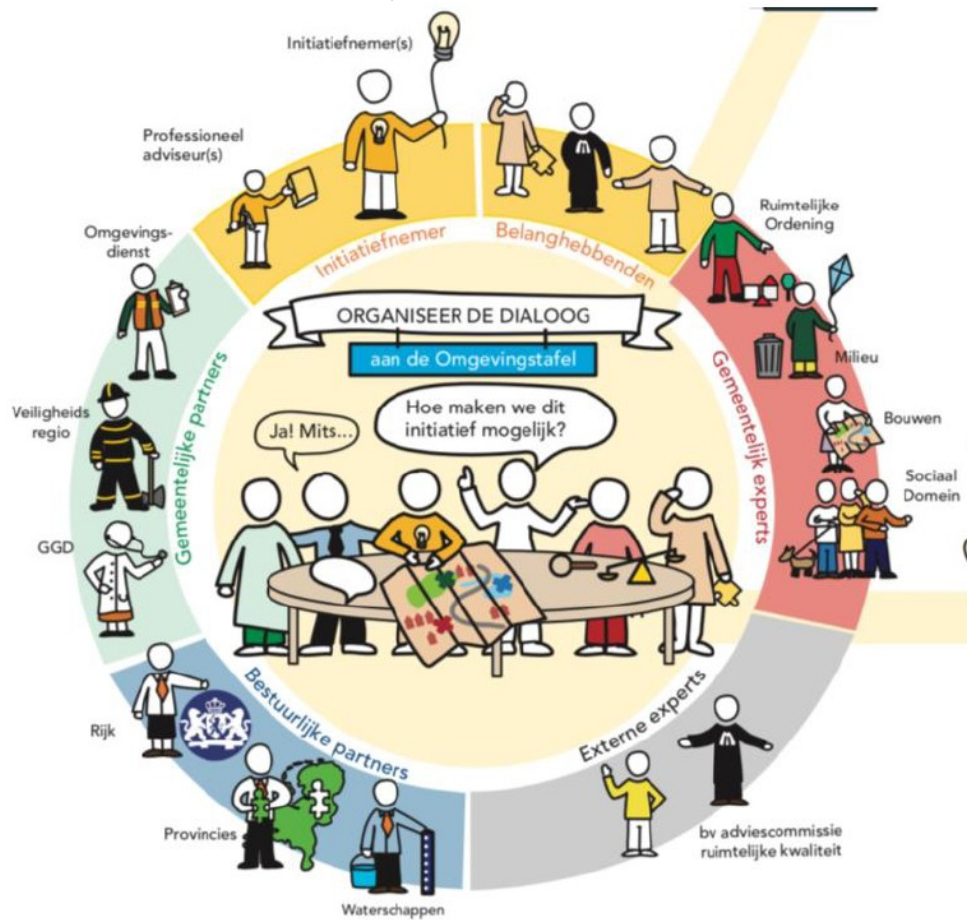 Initiatiefnemer(s)
Professioneel
adviseur(s)
Omgevings-
dienst
Veiligheids
regio
GGD
Rijk
Provincies
Waterschappen
bv adviescommissie
ruimtelijke kwaliteit
Sociaal
Domein
Bouwen
Milieu
Ruimtelijke
Ordening
Initiatiefnemer
Belanghebbenden
Gemeentelijk experts
Externe experts
Bestuurlijke partners
Gemeentelijke partners
ORGANISEER DE DIALOOG
aan de Omgevingstafel
Ja! Mits...
Hoe maken we dit
initiatief mogelijk?